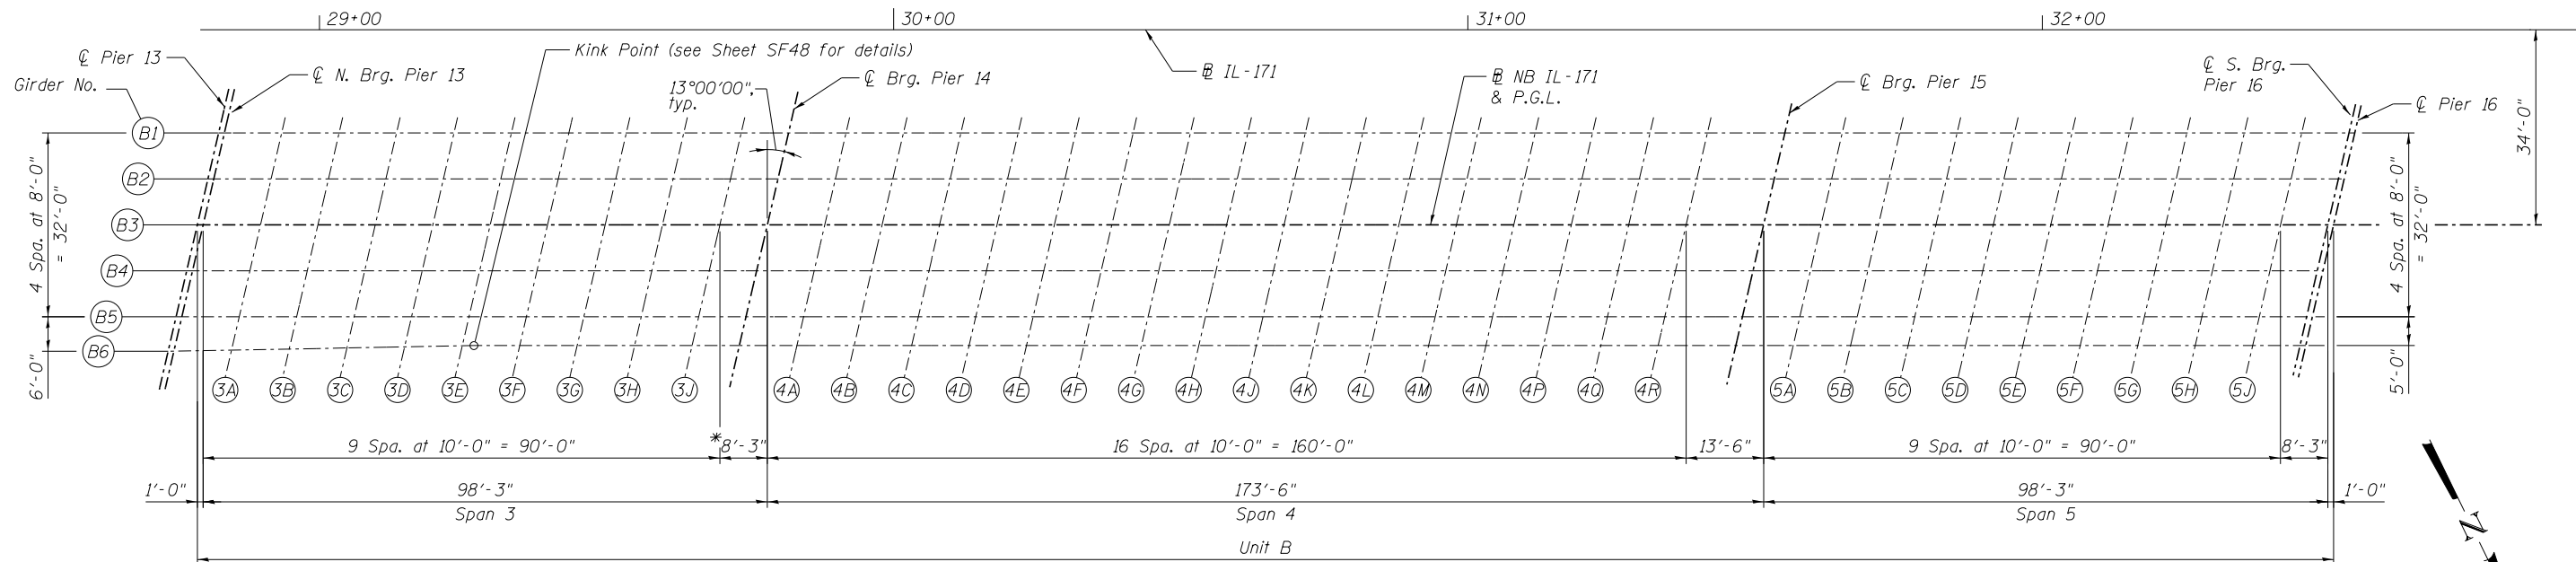 29+00
30+00
31+00
32+00
℄ Pier 13
Kink Point (see Sheet SF48 for details)
℄ N. Brg. Pier 13
Girder No.
13°00'00",
typ.
℄ Brg. Pier 14
BL IL-171
BL NB IL-171
& P.G.L.
℄ Brg. Pier 15
℄ S. Brg.
Pier 16
℄ Pier 16
34'-0"
B1
B2
B3
B4
B5
B6
4 Spa. at 8'-0"
= 32'-0"
6'-0"
4 Spa. at 8'-0"
= 32'-0"
5'-0"
3A 3B 3C 3D 3E 3F 3G 3H 3J 4A 4B 4C 4D 4E 4F 4G 4H 4J 4K 4L 4M 4N 4P 4Q 4R 5A 5B 5C 5D 5E 5F 5G 5H 5J
9 Spa. at 10'-0" = 90'-0" *8'-3" 16 Spa. at 10'-0" = 160'-0" 13'-6" 9 Spa. at 10'-0" = 90'-0" 8'-3"
1'-0" 98'-3" 173'-6" 98'-3" 1'-0"
Span 3 Span 4 Span 5
Unit B
N